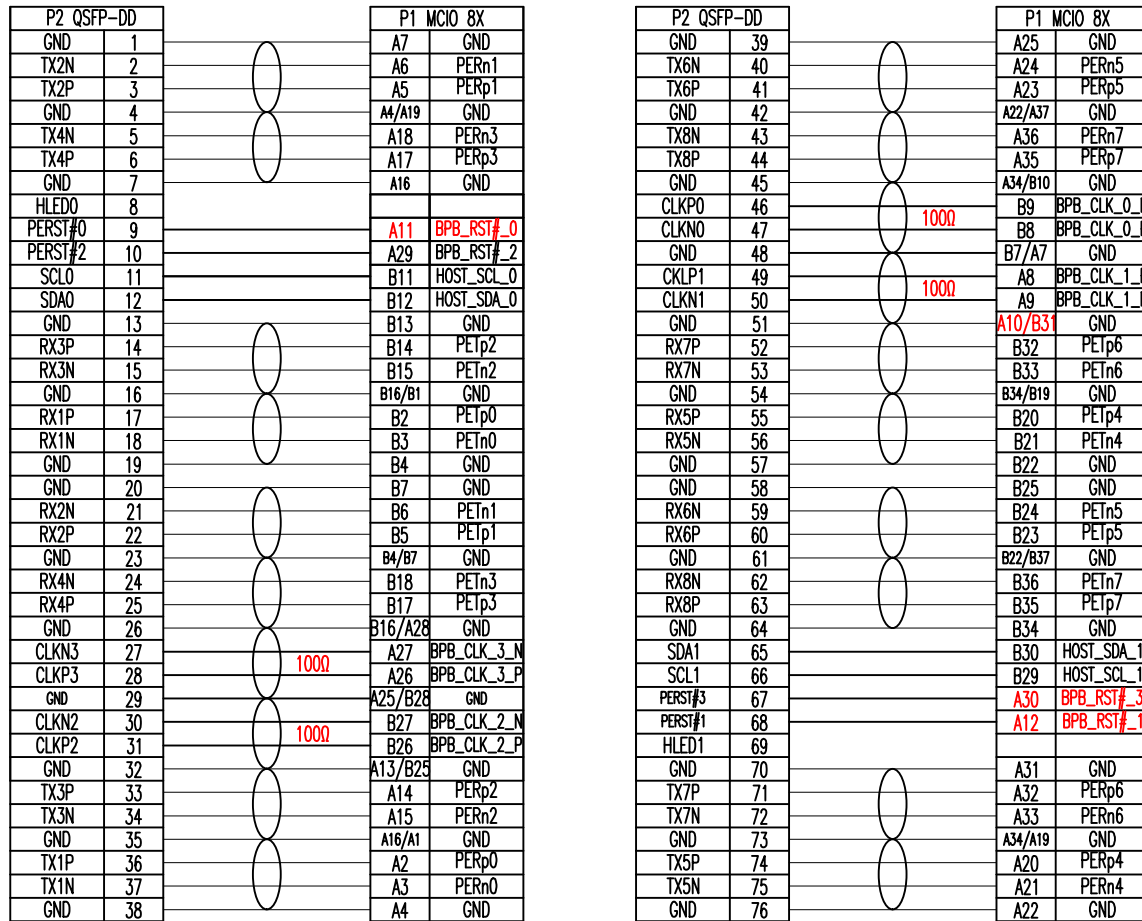 P2 QSFP-DD P1 MCIO 8X
GND 1 A7 GND
TX2N 2 A6 PERn1
TX2P 3 A5 PERp1
GND 4 A4/A19 GND
TX4N 5 A18 PERn3
TX4P 6 A17 PERp3
GND 7 A16 GND
HLED0 8
PERST#0 9 A11 BPB_RST#_0
PERST#2 10 A29 BPB_RST#_2
SCL0 11 B11 HOST_SCL_0
SDA0 12 B12 HOST_SDA_0
GND 13 B13 GND
RX3P 14 B14 PETp2
RX3N 15 B15 PETn2
GND 16 B16/B1 GND
RX1P 17 B2 PETp0
RX1N 18 B3 PETn0
GND 19 B4 GND
GND 20 B7 GND
RX2N 21 B6 PETn1
RX2P 22 B5 PETp1
GND 23 B4/B7 GND
RX4N 24 B18 PETn3
RX4P 25 B17 PETp3
GND 26 B16/A28 GND
CLKN3 27 A27 BPB_CLK_3_N
100Ω
CLKP3 28 A26 BPB_CLK_3_P
GND 29 A25/B28 GND
CLKN2 30 B27 BPB_CLK_2_N
100Ω
CLKP2 31 B26 BPB_CLK_2_P
GND 32 A13/B25 GND
TX3P 33 A14 PERp2
TX3N 34 A15 PERn2
GND 35 A16/A1 GND
TX1P 36 A2 PERp0
TX1N 37 A3 PERn0
GND 38 A4 GND
P2 QSFP-DD P1 MCIO 8X
GND 39 A25 GND
TX6N 40 A24 PERn5
TX6P 41 A23 PERp5
GND 42 A22/A37 GND
TX8N 43 A36 PERn7
TX8P 44 A35 PERp7
GND 45 A34/B10 GND
CLKP0 46 B9 BPB_CLK_0_
100Ω
CLKN0 47 B8 BPB_CLK_0_
GND 48 B7/A7 GND
CKLP1 49 A8 BPB_CLK_1_
100Ω
CLKN1 50 A9 BPB_CLK_1_
GND 51 A10/B31 GND
RX7P 52 B32 PETp6
RX7N 53 B33 PETn6
GND 54 B34/B19 GND
RX5P 55 B20 PETp4
RX5N 56 B21 PETn4
GND 57 B22 GND
GND 58 B25 GND
RX6N 59 B24 PETn5
RX6P 60 B23 PETp5
GND 61 B22/B37 GND
RX8N 62 B36 PETn7
RX8P 63 B35 PETp7
GND 64 B34 GND
SDA1 65 B30 HOST_SDA_1
SCL1 66 B29 HOST_SCL_1
PERST#3 67 A30 BPB_RST#_3
PERST#1 68 A12 BPB_RST#_1
HLED1 69
GND 70 A31 GND
TX7P 71 A32 PERp6
TX7N 72 A33 PERn6
GND 73 A34/A19 GND
TX5P 74 A20 PERp4
TX5N 75 A21 PERn4
GND 76 A22 GND